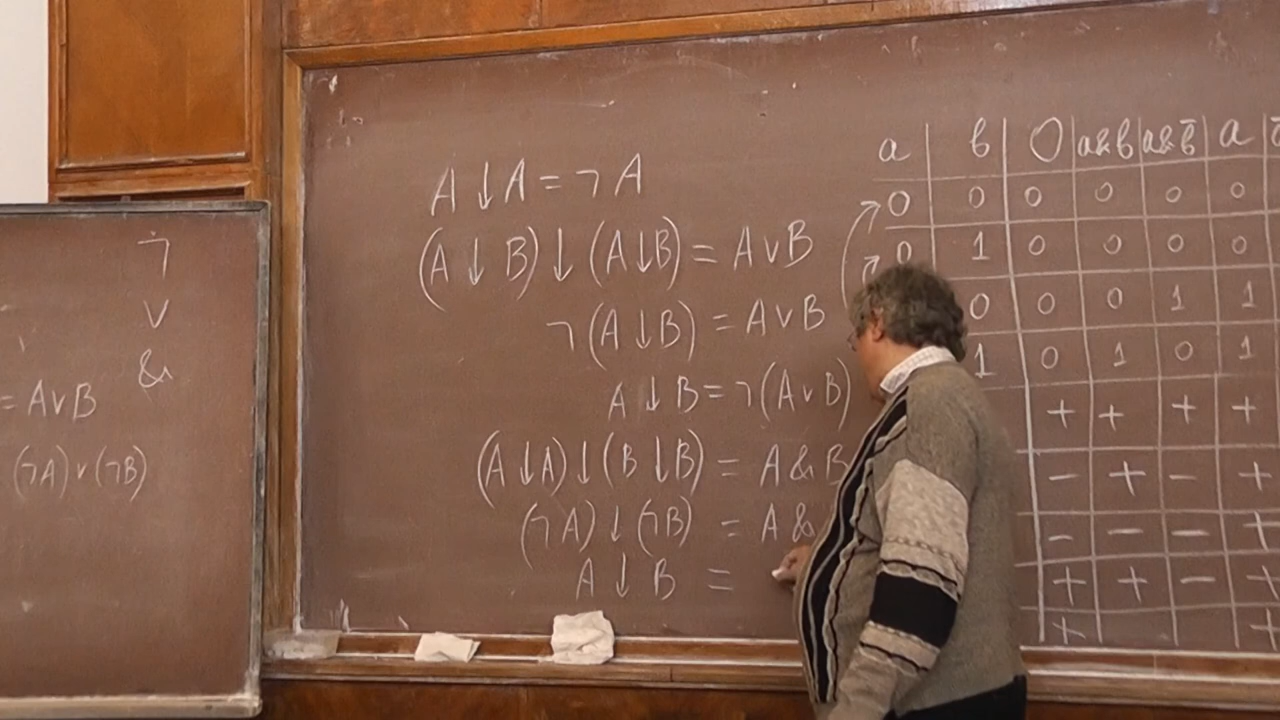 ¬
∨
&
= A∨B
(¬A)∨(¬B)
A ↓ A = ¬A
(A ↓ B) ↓ (A↓B) = A∨B
¬(A↓B) = A∨B
A ↓ B = ¬(A∨B)
(A↓A)↓(B↓B) = A&B
(¬A)↓(¬B) = A&
A ↓ B =
a b 0 a&b a&b̄ a
0 0 0 0 0 0
0 1 0 0 0 0
0 0 0 1 1
1 0 1 0 1
+ + + +
− + − +
− − − +
+ + − +
+ +